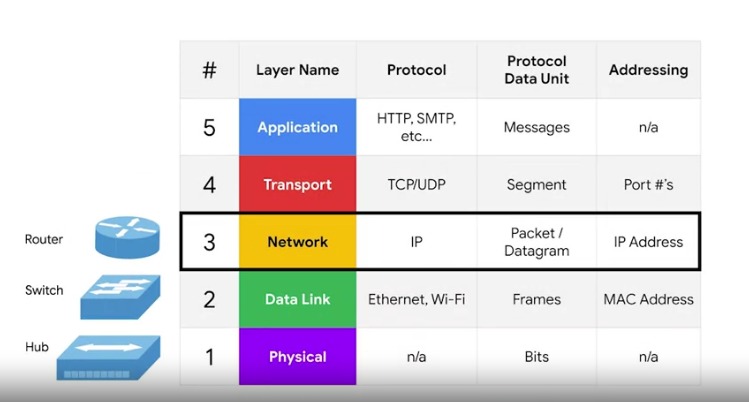 # Layer Name Protocol Protocol Data Unit Addressing
5 Application HTTP, SMTP, etc... Messages n/a
4 Transport TCP/UDP Segment Port #'s
Router 3 Network IP Packet / Datagram IP Address
Switch 2 Data Link Ethernet, Wi-Fi Frames MAC Address
Hub 1 Physical n/a Bits n/a